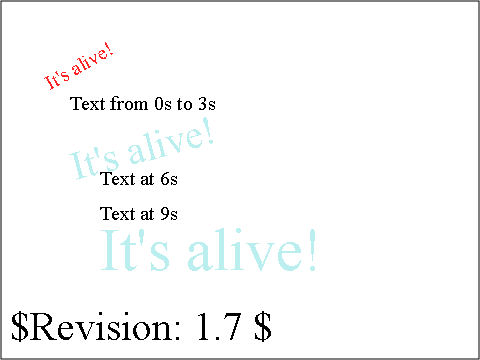 It's alive!
Text from 0s to 3s
It's alive!
Text at 6s
Text at 9s
It's alive!
$Revision: 1.7 $